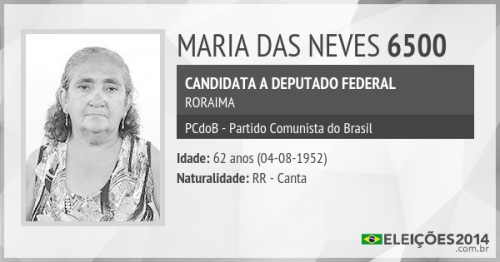 MARIA DAS NEVES 6500
CANDIDATA A DEPUTADO FEDERAL
RORAIMA
PCdoB - Partido Comunista do Brasil
Idade: 62 anos (04-08-1952)
Naturalidade: RR - Canta
ELEIÇÕES2014
.com.br